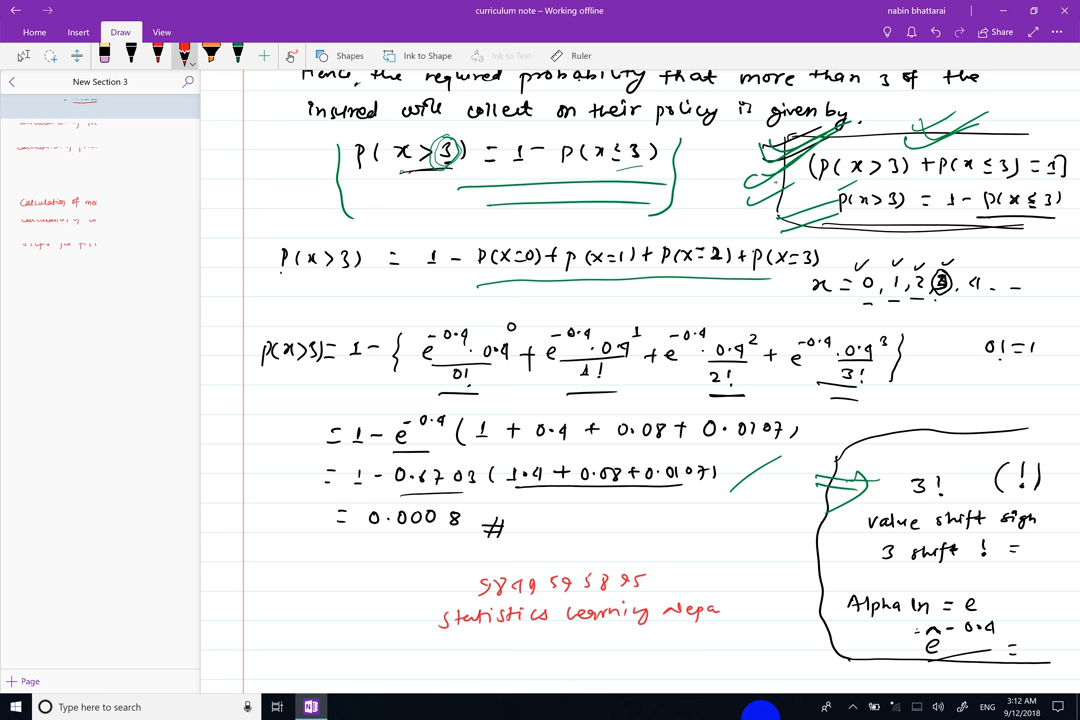 curriculum note – Working offline
nabin bhattarai
Home Insert Draw View
Share
Shapes Ink to Shape Ink to Text Ruler
New Section 3
Calculation of me
Hence, the required probability that more than 3 of the
insured will collect on their policy is given by.
P(x>3) = 1 - P(x≤3)
(P(x>3) + P(x≤3) = 1]
P(x>3) = 1 - P(x≤3)
P(x>3) = 1 - P(x=0)+P(x=1)+P(x=2)+P(x=3)
x = 0, 1, 2, 3, 4 . . -
P(x>3)= 1 - { e^-0.4 . 0.4^0 / 0! + e^-0.4 . 0.4^1 / 1! + e^-0.4 . 0.4^2 / 2! + e^-0.4 . 0.4^3 / 3! }
0! = 1
= 1 - e^-0.4 ( 1 + 0.4 + 0.08 + 0.0107)
= 1 - 0.6703 ( 1.4 + 0.08 + 0.0107)
= 0.0008 #
3! (!)
value shift sign
3 shift ! =
Alpha ln = e
e^-0.4 =
9849595895
Statistics Learning Nepa
Page
Type here to search
ENG
3:12 AM
9/12/2018